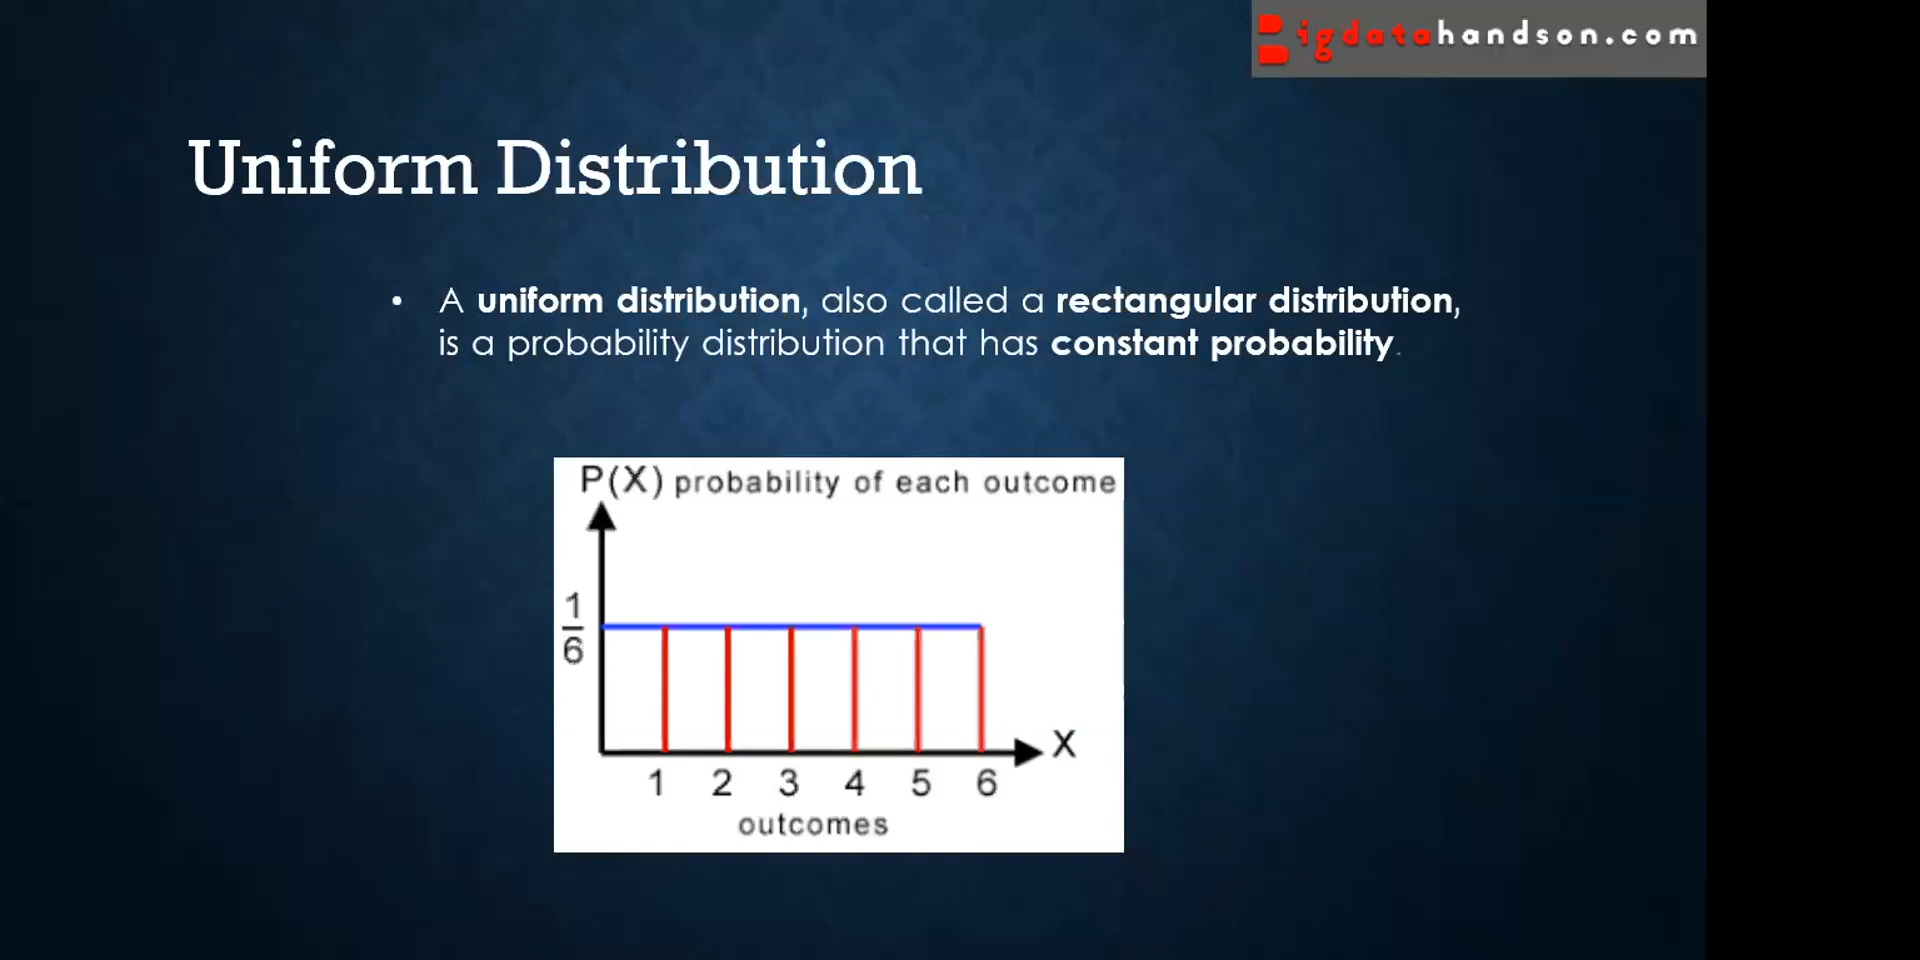 Bigdatahandson.com
Uniform Distribution
• A uniform distribution, also called a rectangular distribution,
is a probability distribution that has constant probability.
P(X) probability of each outcome
1
6
X
1 2 3 4 5 6
outcomes